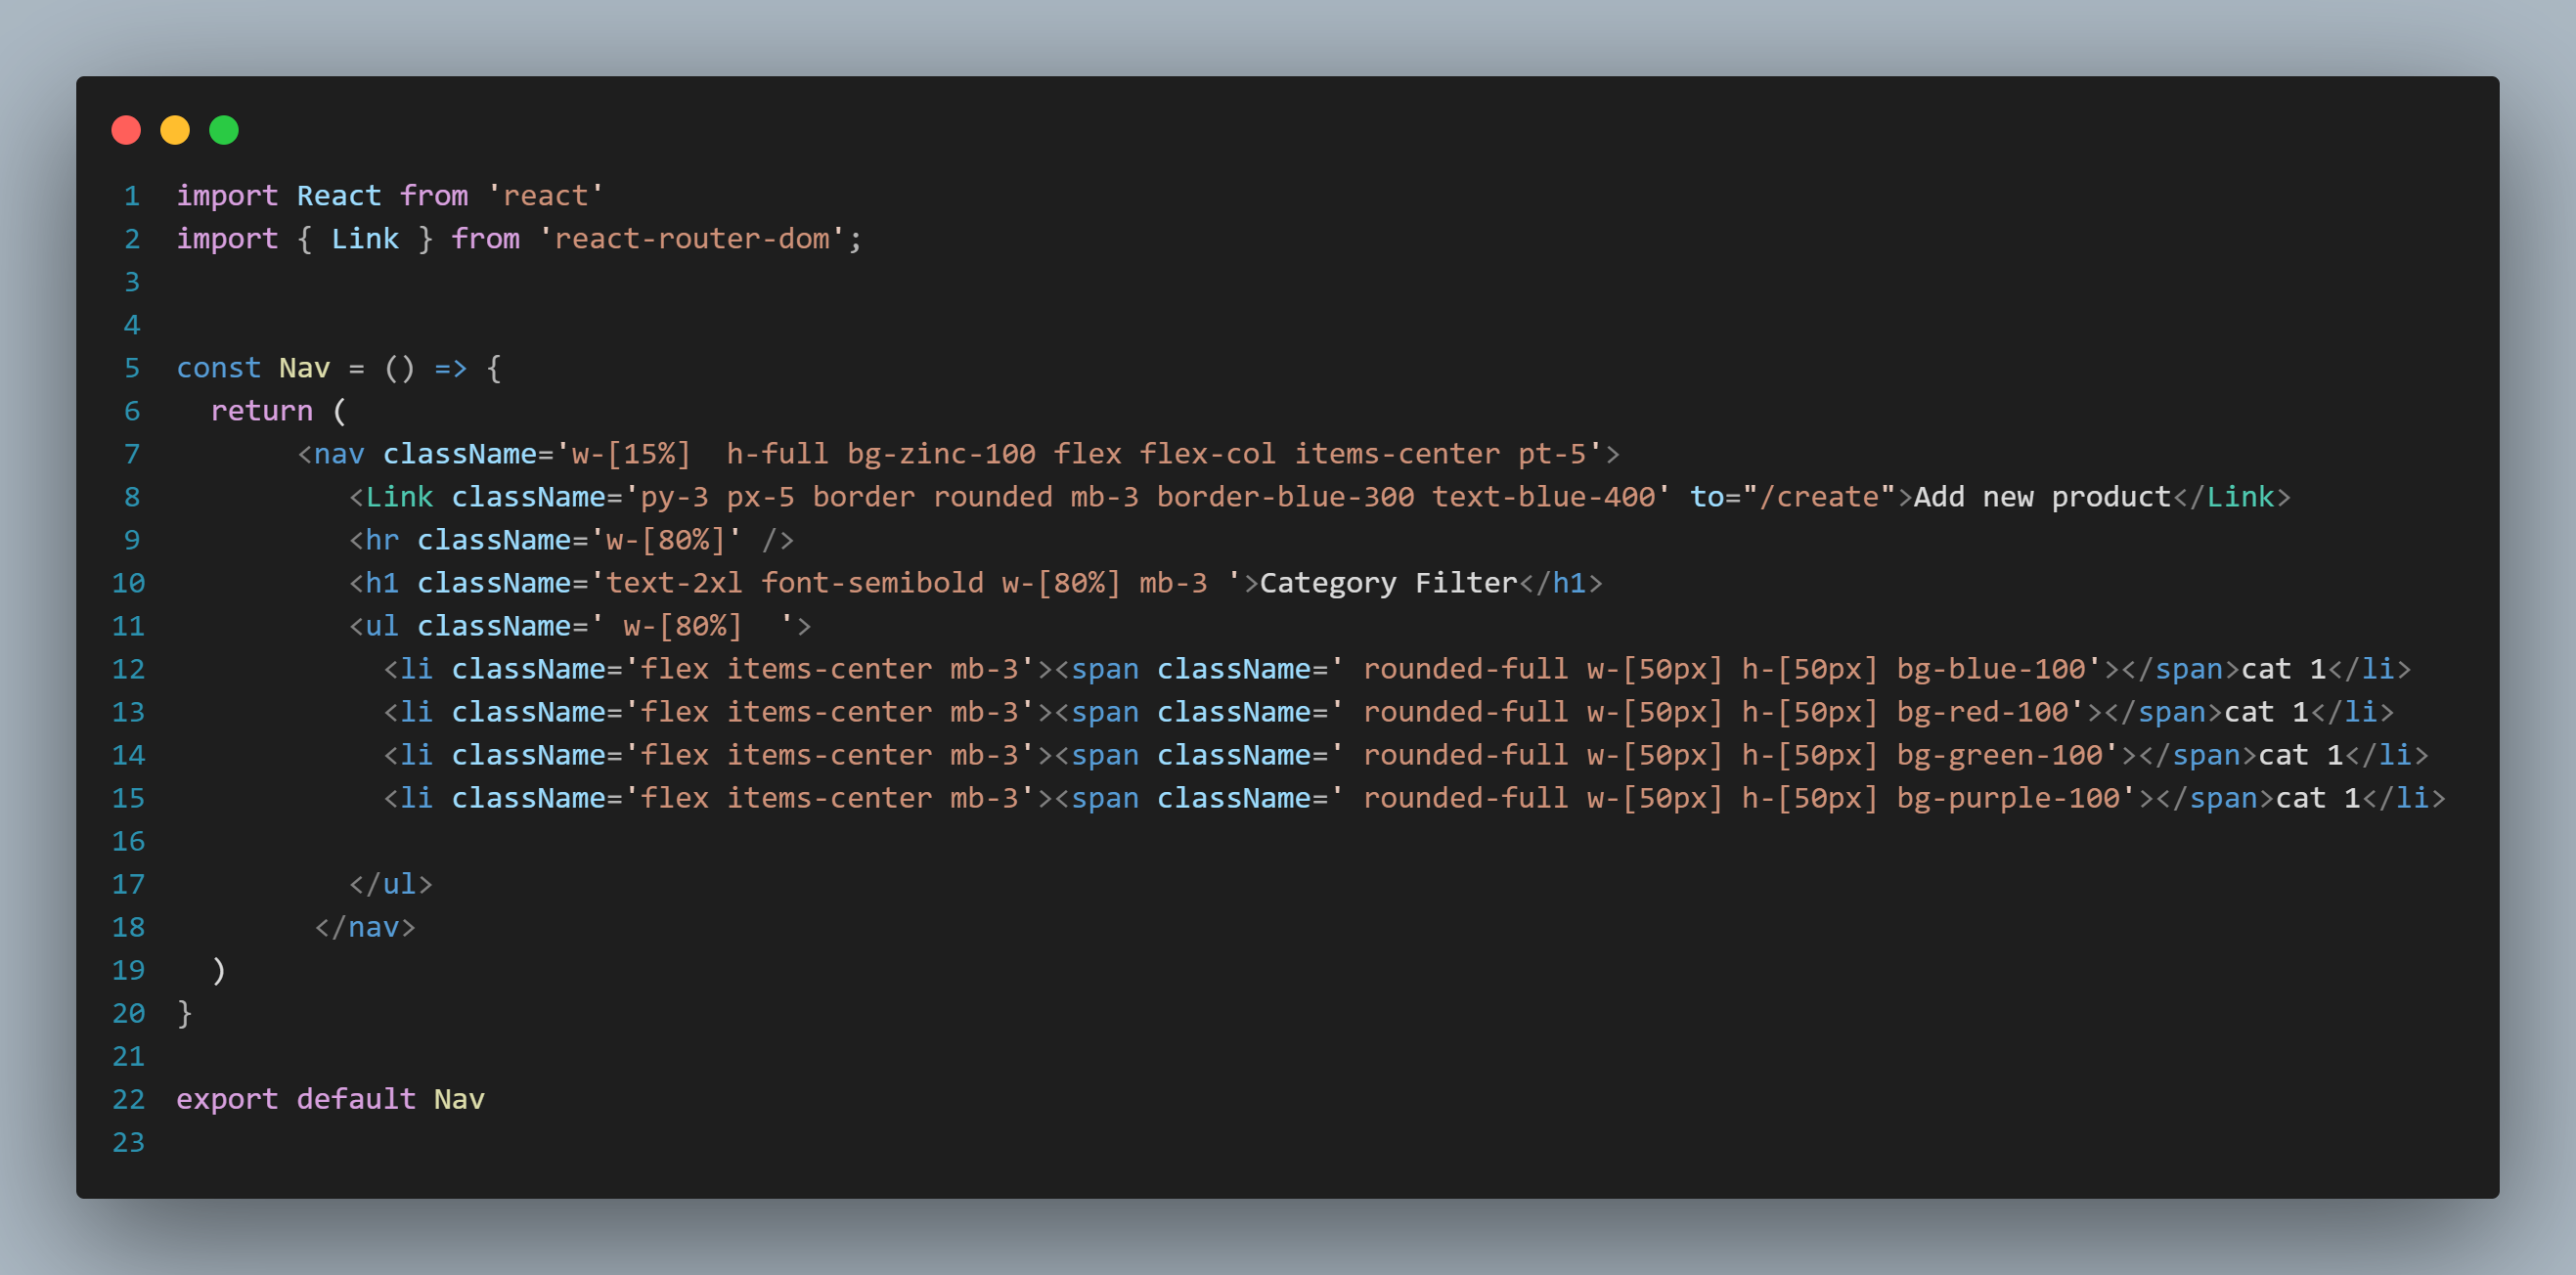 1 import React from 'react'
2 import { Link } from 'react-router-dom';
3
4
5 const Nav = () => {
6   return (
7        <nav className='w-[15%]  h-full bg-zinc-100 flex flex-col items-center pt-5'>
8           <Link className='py-3 px-5 border rounded mb-3 border-blue-300 text-blue-400' to="/create">Add new product</Link>
9           <hr className='w-[80%]' />
10           <h1 className='text-2xl font-semibold w-[80%] mb-3 '>Category Filter</h1>
11           <ul className=' w-[80%]  '>
12             <li className='flex items-center mb-3'><span className=' rounded-full w-[50px] h-[50px] bg-blue-100'></span>cat 1</li>
13             <li className='flex items-center mb-3'><span className=' rounded-full w-[50px] h-[50px] bg-red-100'></span>cat 1</li>
14             <li className='flex items-center mb-3'><span className=' rounded-full w-[50px] h-[50px] bg-green-100'></span>cat 1</li>
15             <li className='flex items-center mb-3'><span className=' rounded-full w-[50px] h-[50px] bg-purple-100'></span>cat 1</li>
16
17           </ul>
18         </nav>
19   )
20 }
21
22 export default Nav
23